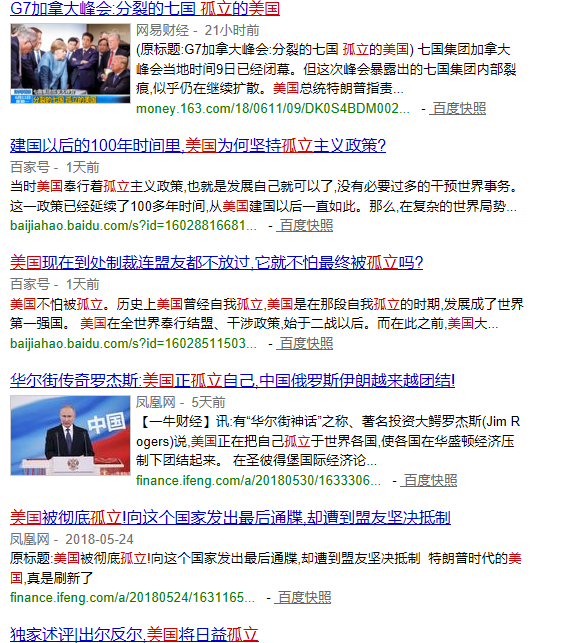 G7加拿大峰会:分裂的七国 孤立的美国
网易财经 - 21小时前
(原标题:G7加拿大峰会:分裂的七国 孤立的美国) 七国集团加拿大
峰会当地时间9日已经闭幕。但这次峰会暴露出的七国集团内部裂
痕,似乎仍在继续扩散。美国总统特朗普指责...
money.163.com/18/0611/09/DK0S4BDM002... - 百度快照
建国以后的100年时间里,美国为何坚持孤立主义政策?
百家号 - 1天前
当时美国奉行着孤立主义政策,也就是发展自己就可以了,没有必要过多的干预世界事务。
这一政策已经延续了100多年时间,从美国建国以后一直如此。那么,在复杂的世界局势...
baijiahao.baidu.com/s?id=16028816681... - 百度快照
美国现在到处制裁连盟友都不放过,它就不怕最终被孤立吗?
百家号 - 1天前
美国不怕被孤立。历史上美国曾经自我孤立,美国是在那段自我孤立的时期,发展成了世界
第一强国。 美国在全世界奉行结盟、干涉政策,始于二战以后。而在此之前,美国大...
baijiahao.baidu.com/s?id=16028511503... - 百度快照
华尔街传奇罗杰斯:美国正孤立自己,中国俄罗斯伊朗越来越团结!
中国
凤凰网 - 5天前
【一牛财经】讯:有“华尔街神话”之称、著名投资大鳄罗杰斯(Jim R
ogers)说,美国正在把自己孤立于世界各国,使各国在华盛顿经济压
制下团结起来。 在圣彼得堡国际经济论...
finance.ifeng.com/a/20180530/1633306... - 百度快照
美国被彻底孤立!向这个国家发出最后通牒,却遭到盟友坚决抵制
凤凰网 - 2018-05-24
原标题:美国被彻底孤立!向这个国家发出最后通牒,却遭到盟友坚决抵制 特朗普时代的美
国,真是刷新了
finance.ifeng.com/a/20180524/1631165... - 百度快照
独家述评|出尔反尔,美国将日益孤立